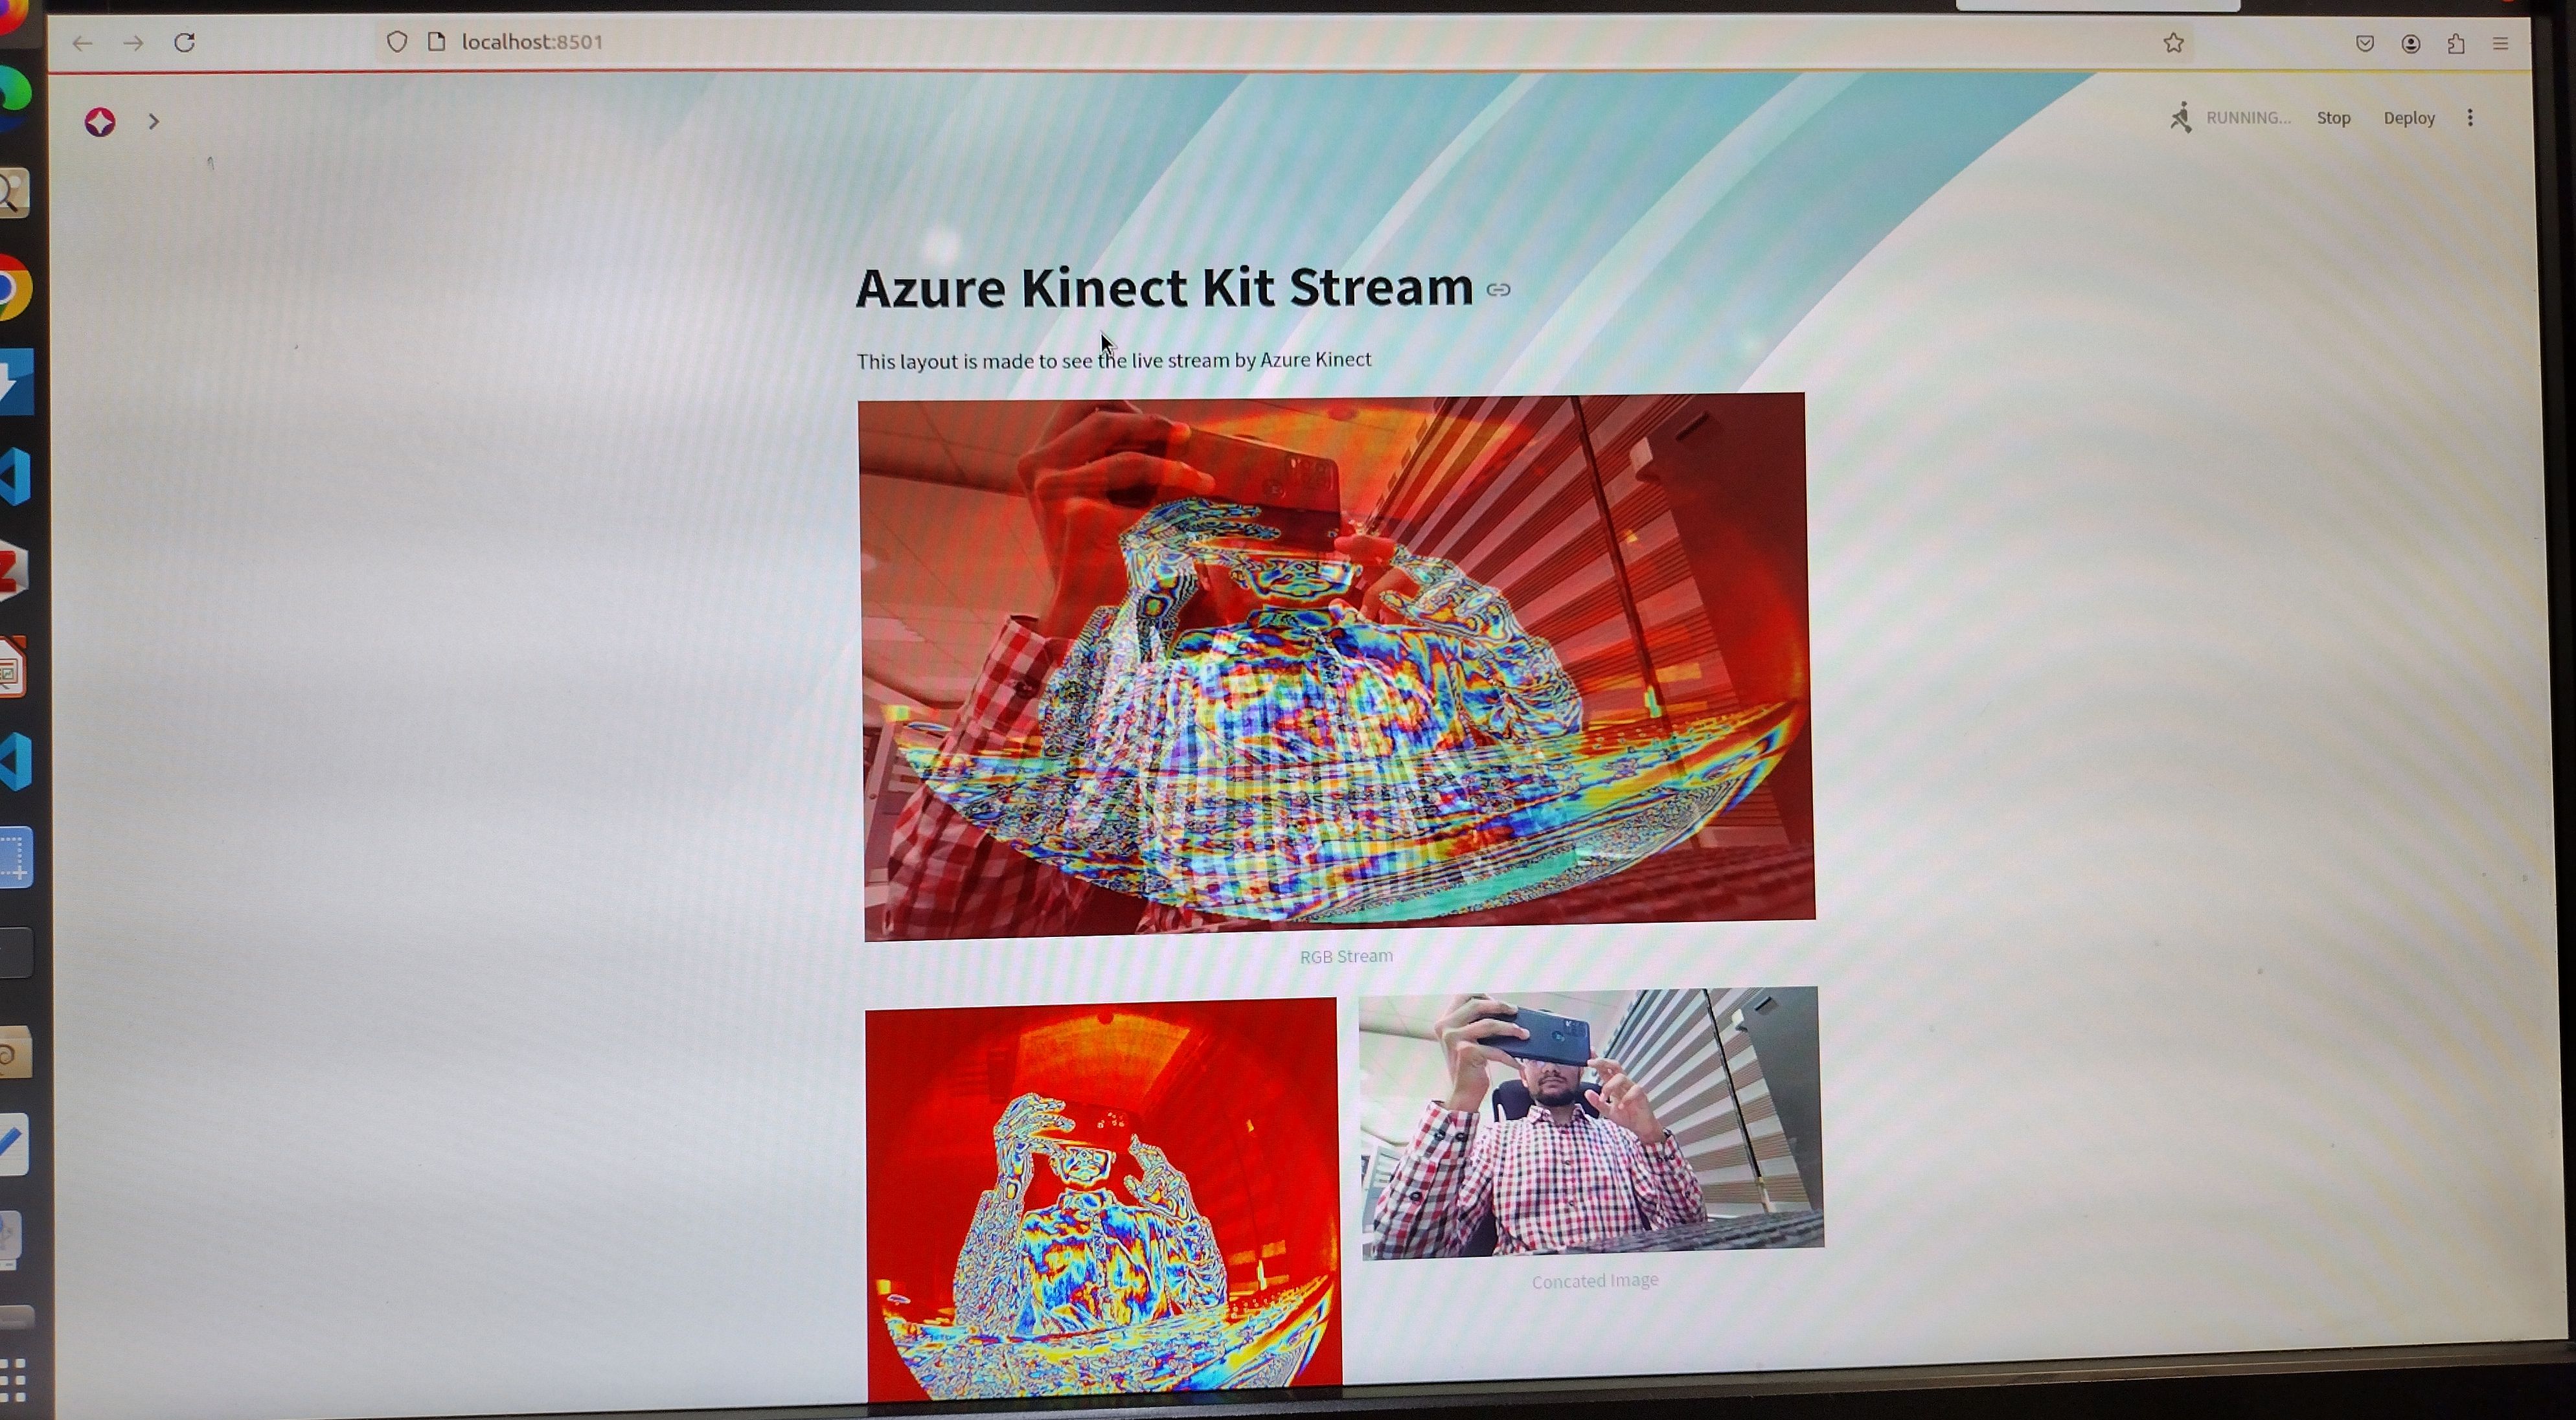 localhost:8501
RUNNING...
Stop
Deploy
Azure Kinect Kit Stream
This layout is made to see the live stream by Azure Kinect
RGB Stream
Concated Image